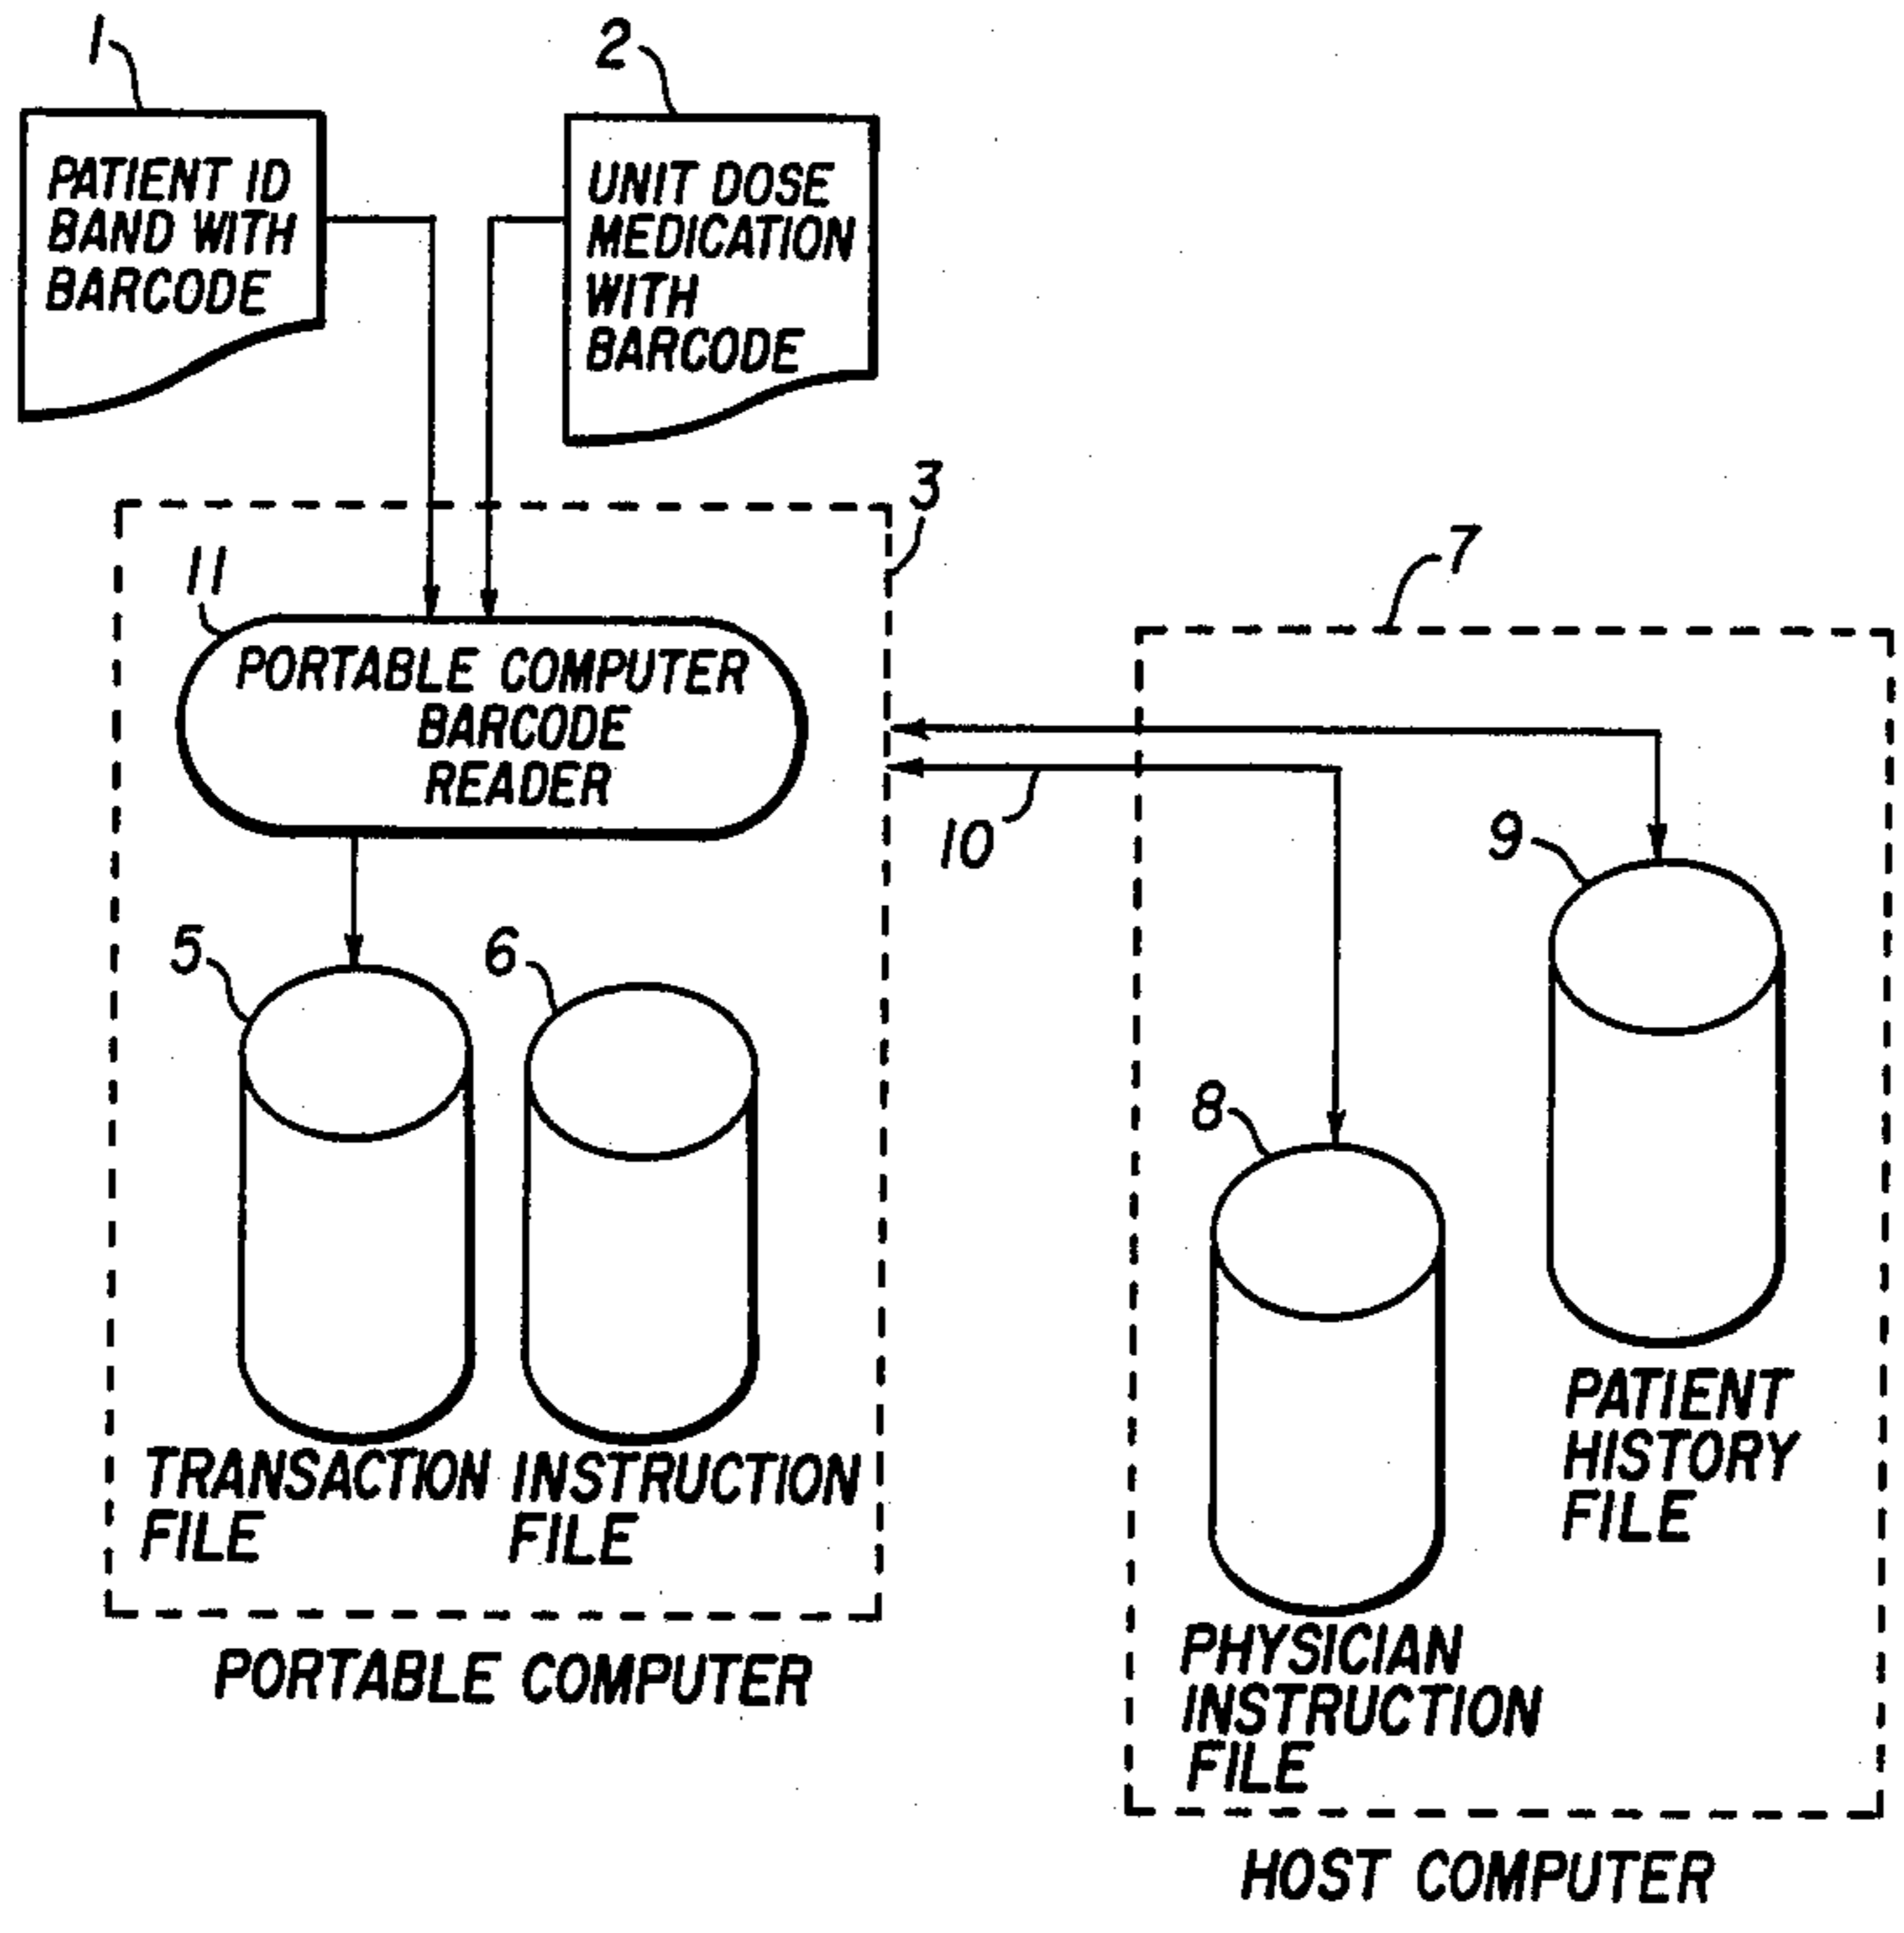 1
2
PATIENT ID
BAND WITH
BARCODE
UNIT DOSE
MEDICATION
WITH
BARCODE
3
11
PORTABLE COMPUTER
BARCODE
READER
7
10
9
5
6
8
TRANSACTION
FILE
INSTRUCTION
FILE
PORTABLE COMPUTER
PATIENT
HISTORY
FILE
PHYSICIAN
INSTRUCTION
FILE
HOST COMPUTER